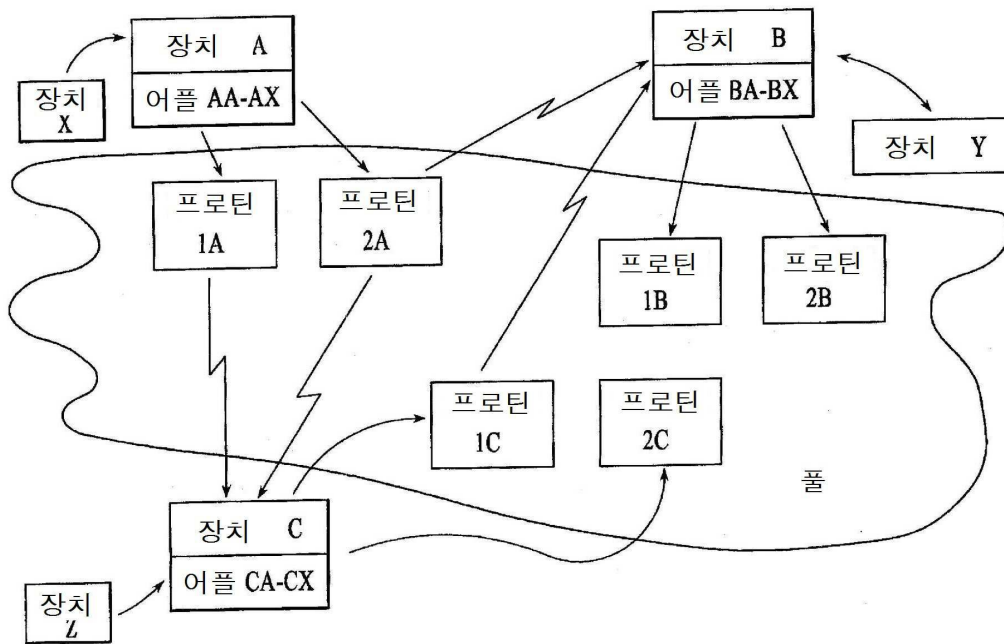 장치 A
어플 AA-AX
장치
X
장치 B
어플 BA-BX
장치 Y
프로틴
1A
프로틴
2A
프로틴
1B
프로틴
2B
프로틴
1C
프로틴
2C
풀
장치 C
어플 CA-CX
장치
Z